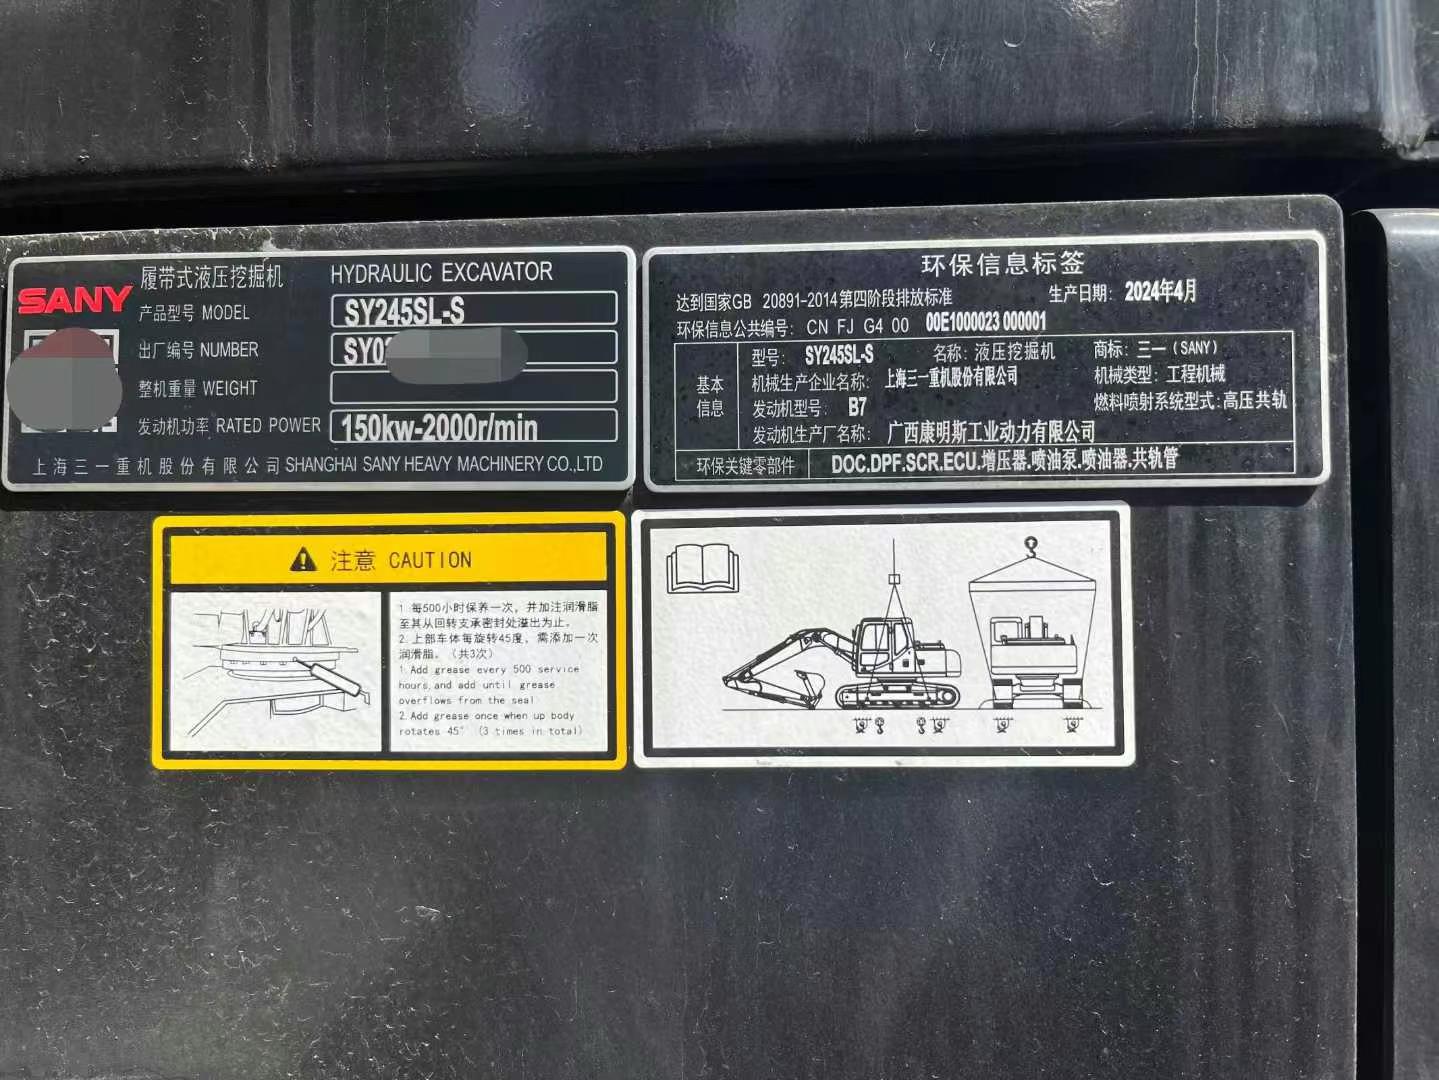 SANY
履带式液压挖掘机 HYDRAULIC EXCAVATOR
产品型号 MODEL SY245SL-S
出厂编号 NUMBER SY0
整机重量 WEIGHT
发动机功率 RATED POWER 150kw-2000r/min
上海三一重机股份有限公司 SHANGHAI SANY HEAVY MACHINERY CO.,LTD
环保信息标签
达到国家GB 20891-2014第四阶段排放标准 生产日期: 2024年4月
环保信息公共编号: CN FJ G4 00 00E1000023 000001
基本信息
型号: SY245SL-S 名称: 液压挖掘机 商标: 三一(SANY)
机械生产企业名称: 上海三一重机股份有限公司 机械类型: 工程机械
发动机型号: B7 燃料喷射系统型式: 高压共轨
发动机生产厂名称: 广西康明斯工业动力有限公司
环保关键零部件 DOC.DPF.SCR.ECU.增压器.喷油泵.喷油器.共轨管
注意 CAUTION
1.每500小时保养一次，并加注润滑脂
至其从回转支承密封处溢出为止。
2.上部车体每旋转45度，需添加一次
润滑脂。（共3次）
1.Add grease every 500 service
hours,and add until grease
overflows from the seal
2.Add grease once when up body
rotates 45° (3 times in total)